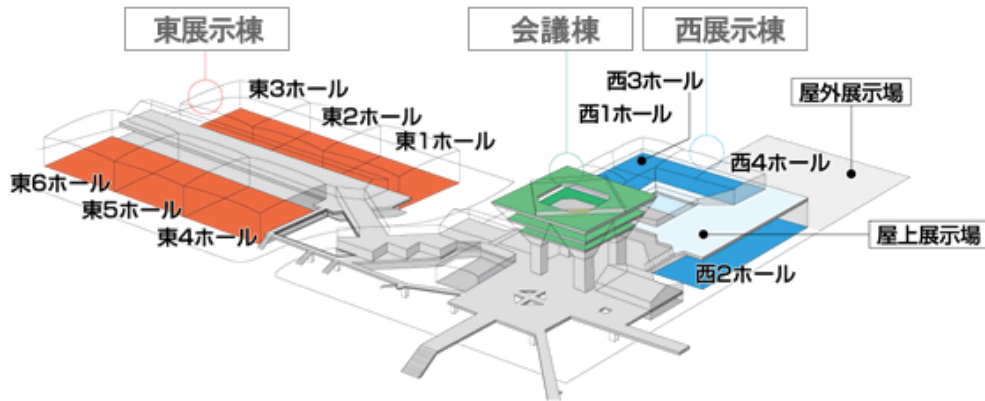 東展示棟
会議棟
西展示棟
東3ホール
東2ホール
東1ホール
東6ホール
東5ホール
東4ホール
西3ホール
西1ホール
西4ホール
西2ホール
屋外展示場
屋上展示場